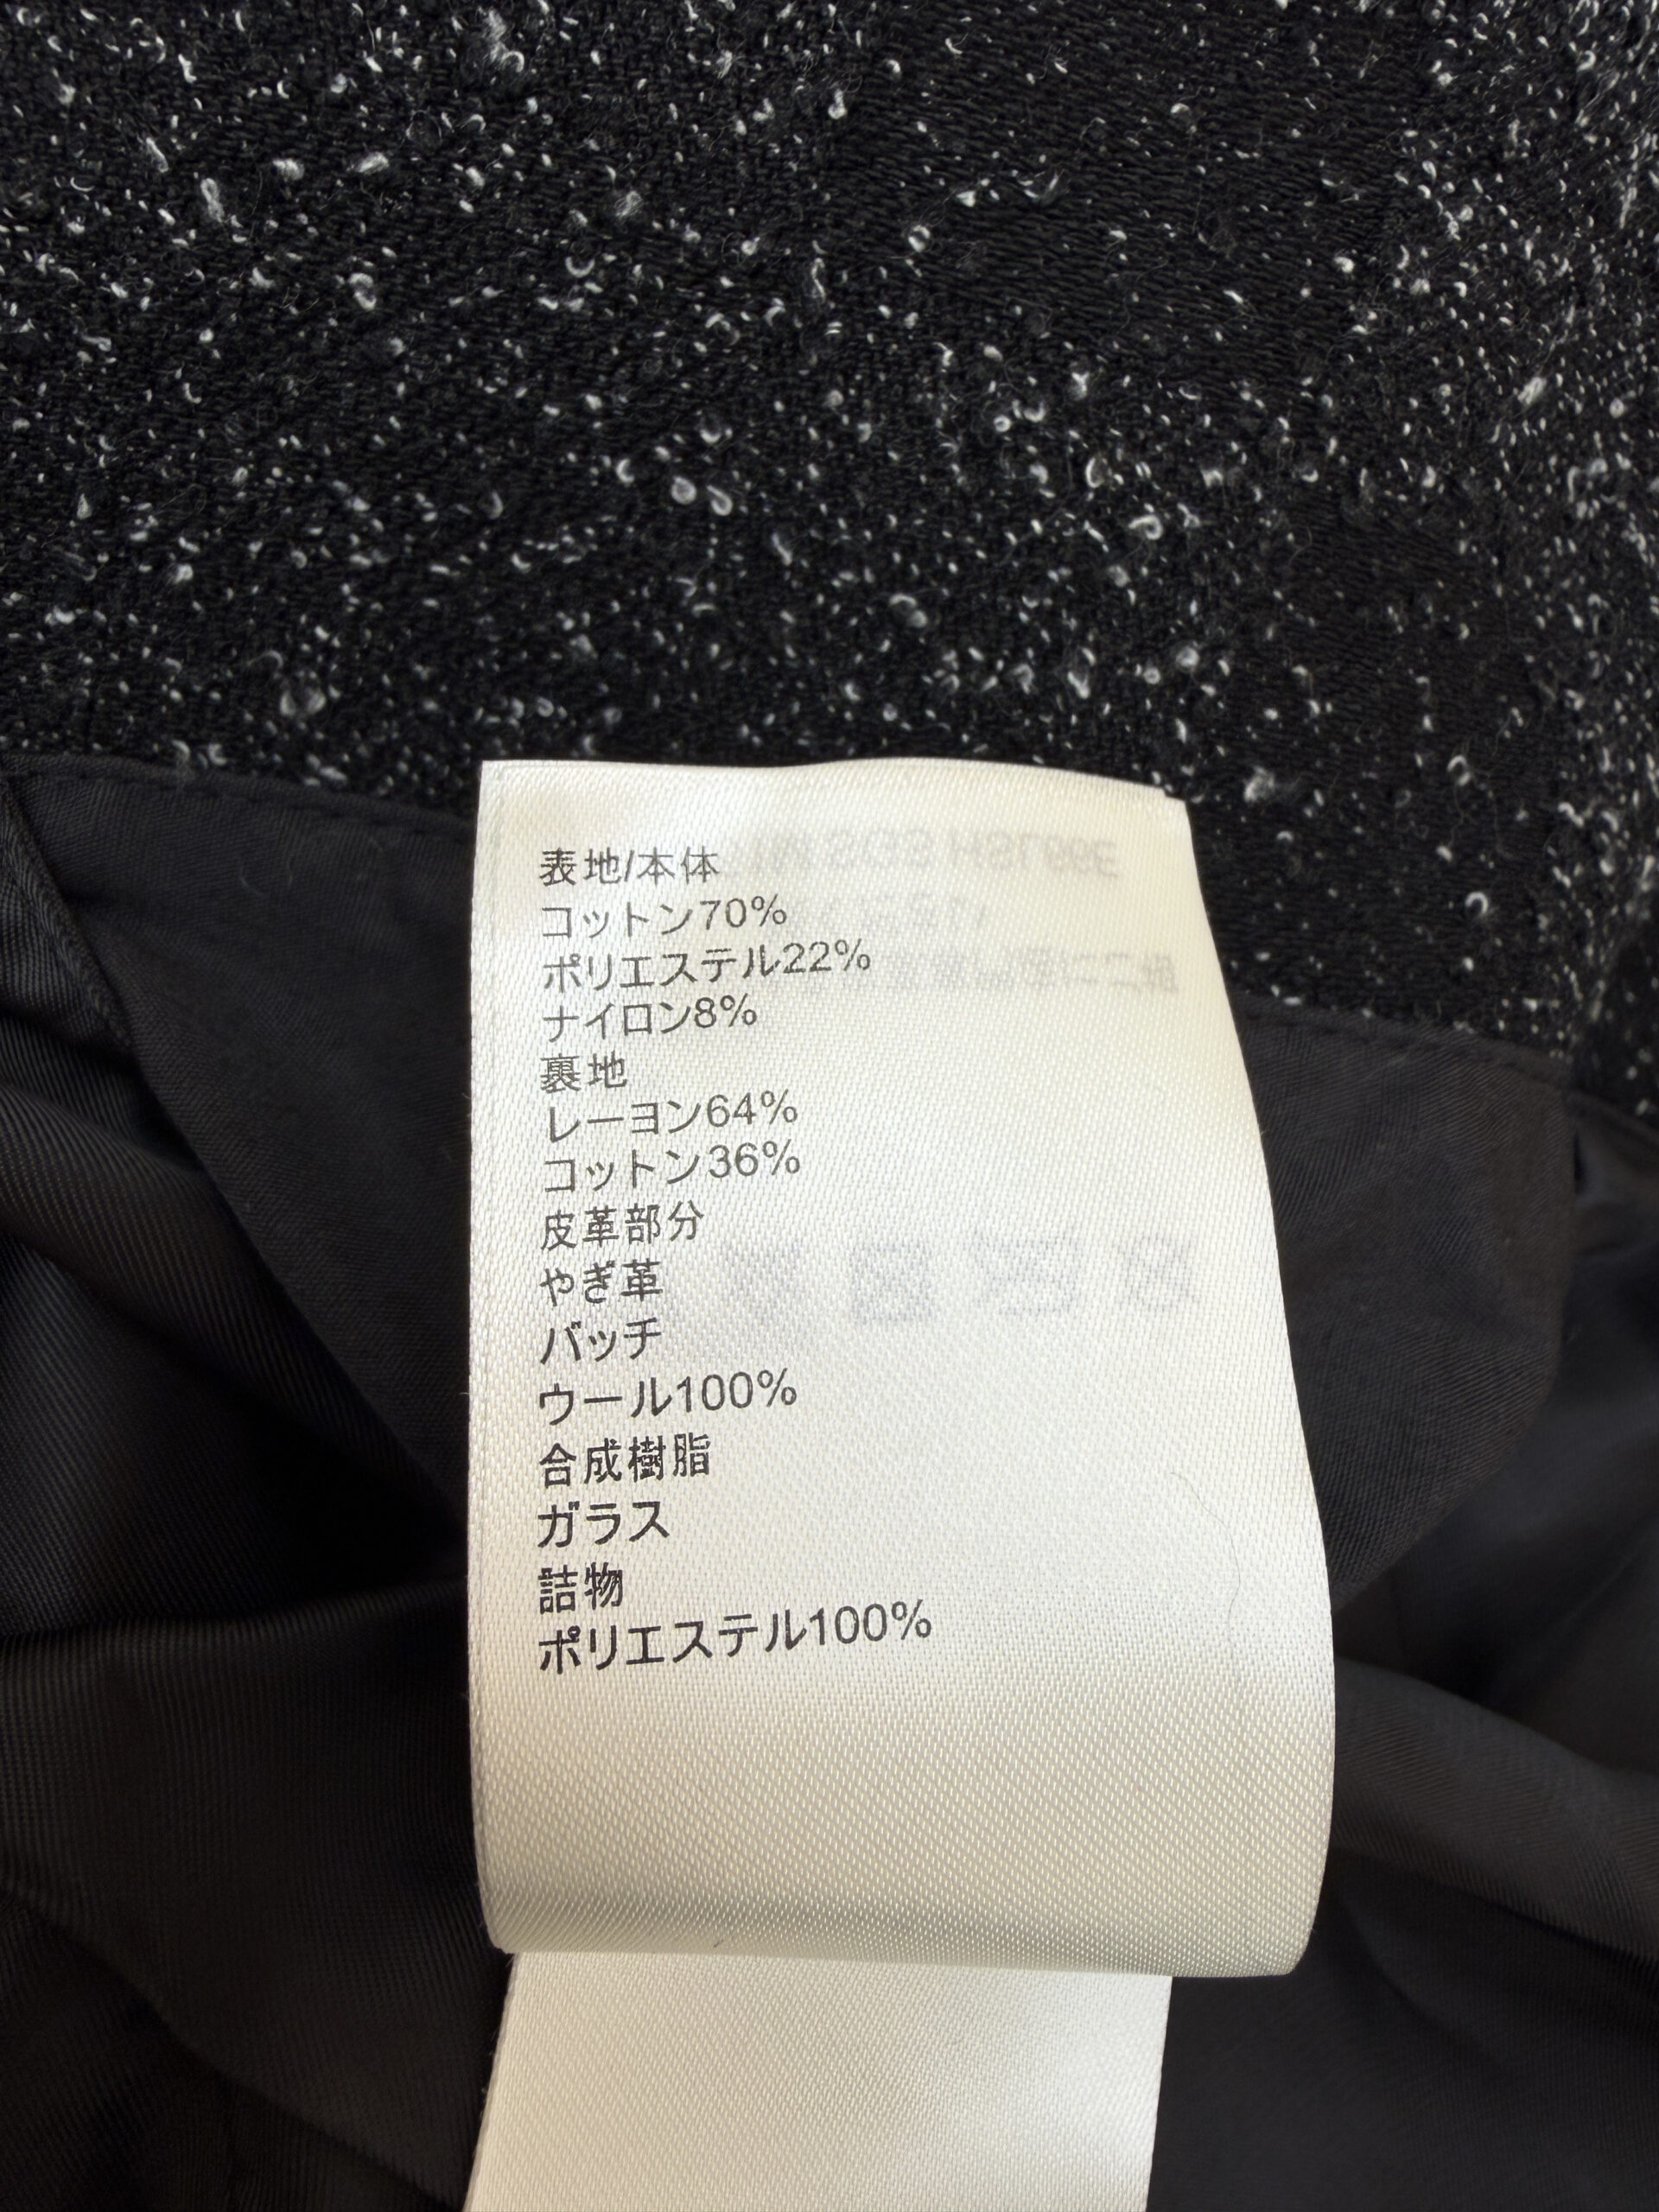 表地/本体
コットン70%
ポリエステル22%
ナイロン8%
裏地
レーヨン64%
コットン36%
皮革部分
やぎ革
バッチ
ウール100%
合成樹脂
ガラス
詰物
ポリエステル100%